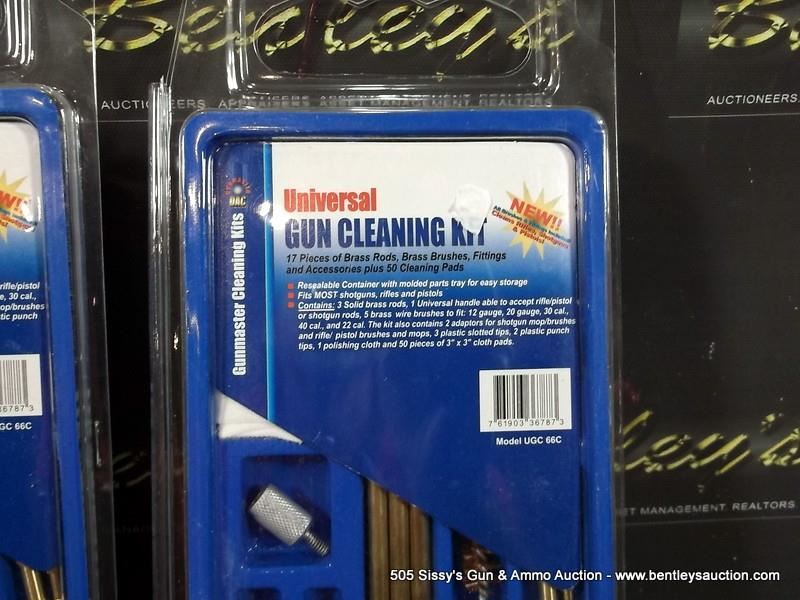 Bentley's
AUCTIONEERS APPRAISERS ASSET MANAGEMENT REALTORS
AUCTIONEERS.
DAC
Gunmaster Cleaning Kits
Universal
GUN CLEANING KIT
NEW!!
17 Pieces of Brass Rods, Brass Brushes, Fittings
and Accessories plus 50 Cleaning Pads
Resealable Container with molded parts tray for easy storage
Fits MOST shotguns, rifles and pistols
Contains: 3 Solid brass rods, 1 Universal handle able to accept rifle/pistol
or shotgun rods, 5 brass wire brushes to fit: 12 gauge, 20 gauge, 30 cal.,
40 cal., and 22 cal. The kit also contains 2 adaptors for shotgun mop/brushes
and rifle/ pistol brushes and mops, 3 plastic slotted tips, 2 plastic punch
tips, 1 polishing cloth and 50 pieces of 3" x 3" cloth pads.
7 61903 36787 3
Model UGC 66C
rifle/pistol
, 30 cal.,
op/brushes
stic punch
36787 3
GC 66C
ley's
ET MANAGEMENT REALTORS
505 Sissy's Gun & Ammo Auction - www.bentleysauction.com